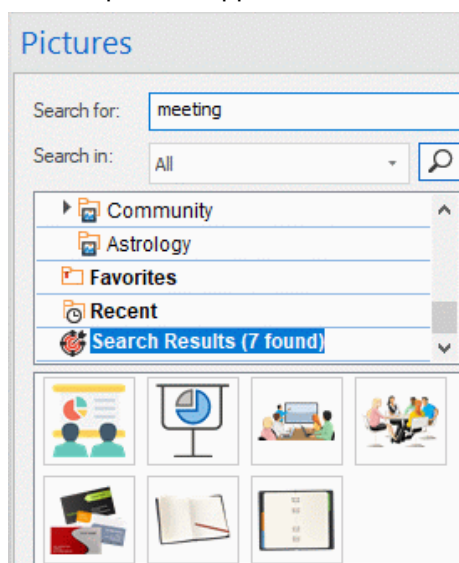 Pictures
Search for: meeting
Search in: All
Community
Astrology
Favorites
Recent
Search Results (7 found)